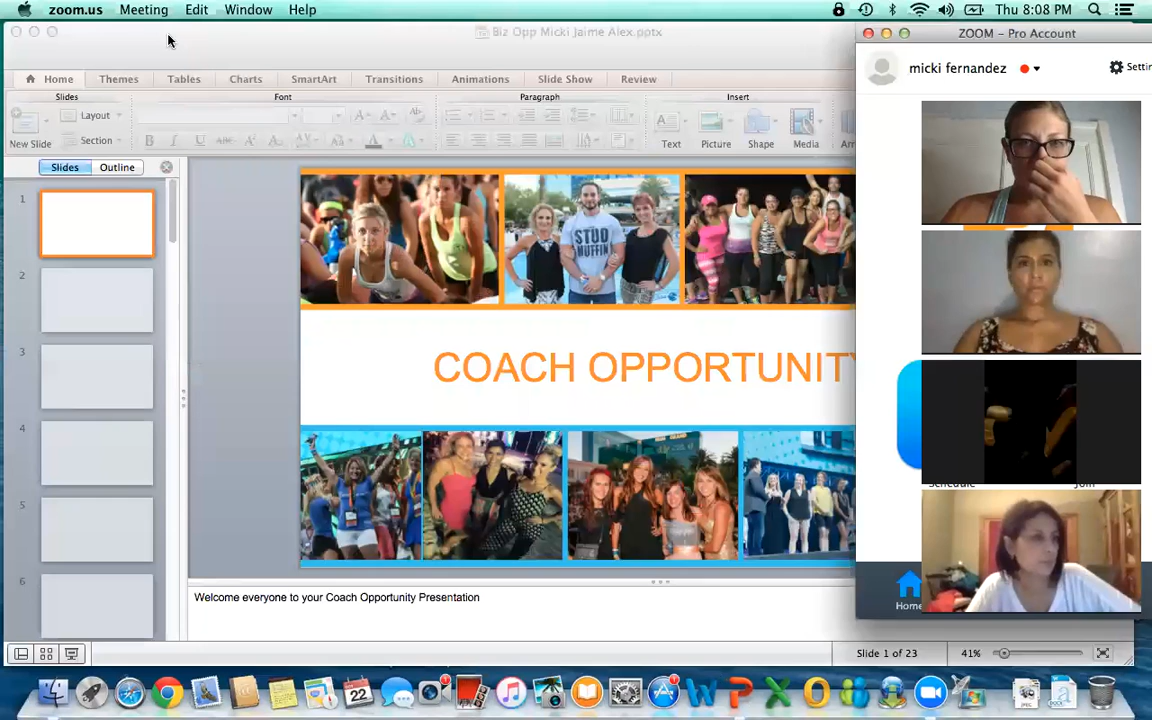 zoom.us Meeting Edit Window Help Thu 8:08 PM
Biz Opp Micki Jaime Alex.pptx
ZOOM – Pro Account
micki fernandez
Home Themes Tables Charts SmartArt Transitions Animations Slide Show Review
Slides Font Paragraph Insert
Layout
Section
New Slide
Text Picture Shape Media
Slides Outline
1
2
3
4
5
6
COACH OPPORTUNITY
STUD
MUFFIN
Welcome everyone to your Coach Opportunity Presentation
Home
Slide 1 of 23 41%
22